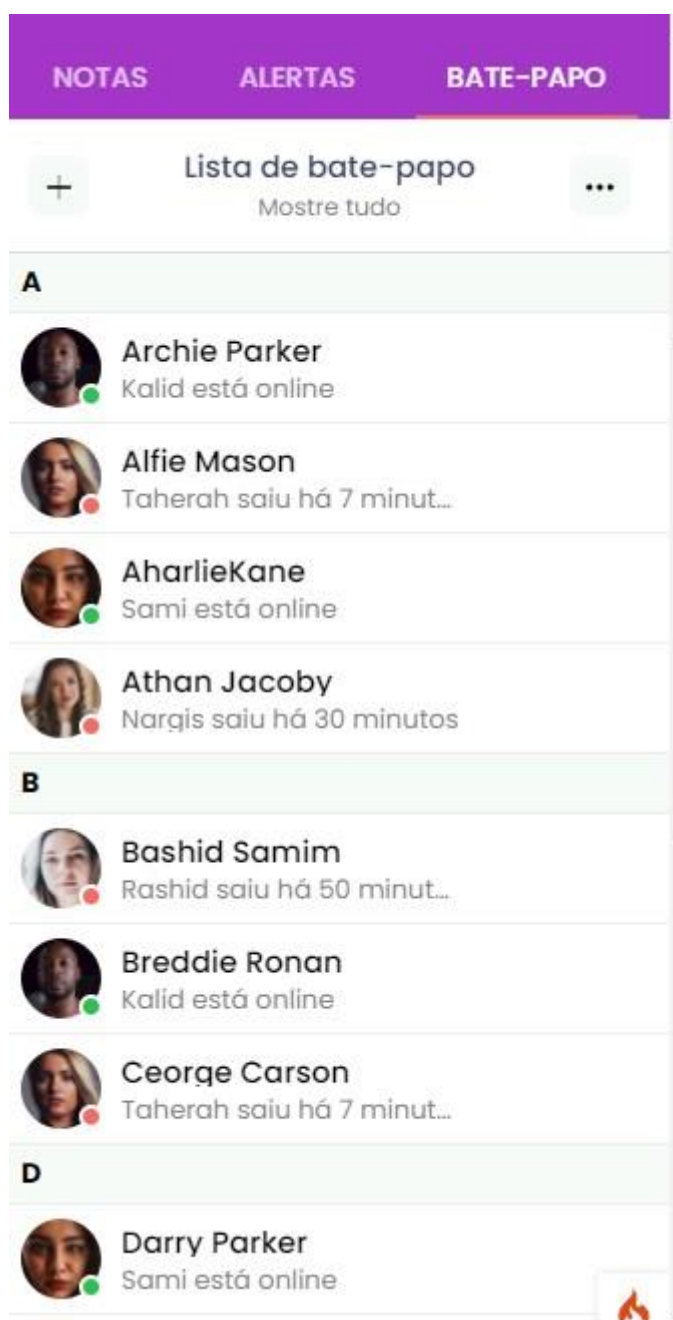 NOTAS ALERTAS BATE-PAPO
Lista de bate-papo
Mostre tudo
A
Archie Parker
Kalid está online
Alfie Mason
Taherah saiu há 7 minut...
AharlieKane
Sami está online
Athan Jacoby
Nargis saiu há 30 minutos
B
Bashid Samim
Rashid saiu há 50 minut...
Breddie Ronan
Kalid está online
Ceorge Carson
Taherah saiu há 7 minut...
D
Darry Parker
Sami está online